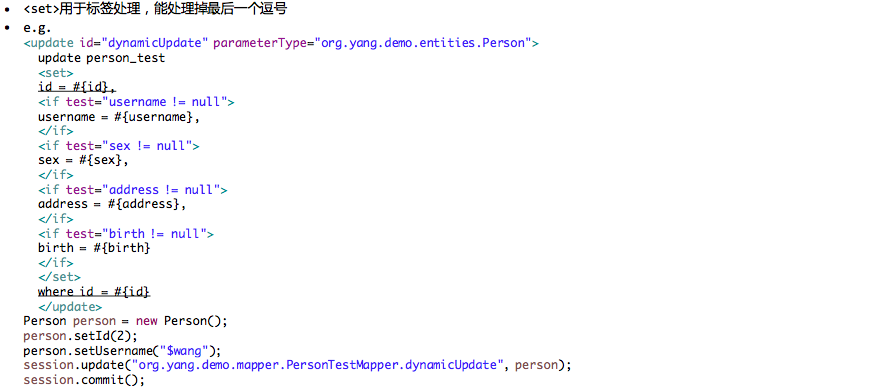 • <set>用于标签处理，能处理掉最后一个逗号
• e.g.
<update id="dynamicUpdate" parameterType="org.yang.demo.entities.Person">
update person_test
<set>
id = #{id},
<if test="username != null">
username = #{username},
</if>
<if test="sex != null">
sex = #{sex},
</if>
<if test="address != null">
address = #{address},
</if>
<if test="birth != null">
birth = #{birth}
</if>
</set>
where id = #{id}
</update>
Person person = new Person();
person.setId(2);
person.setUsername("$wang");
session.update("org.yang.demo.mapper.PersonTestMapper.dynamicUpdate", person);
session.commit();